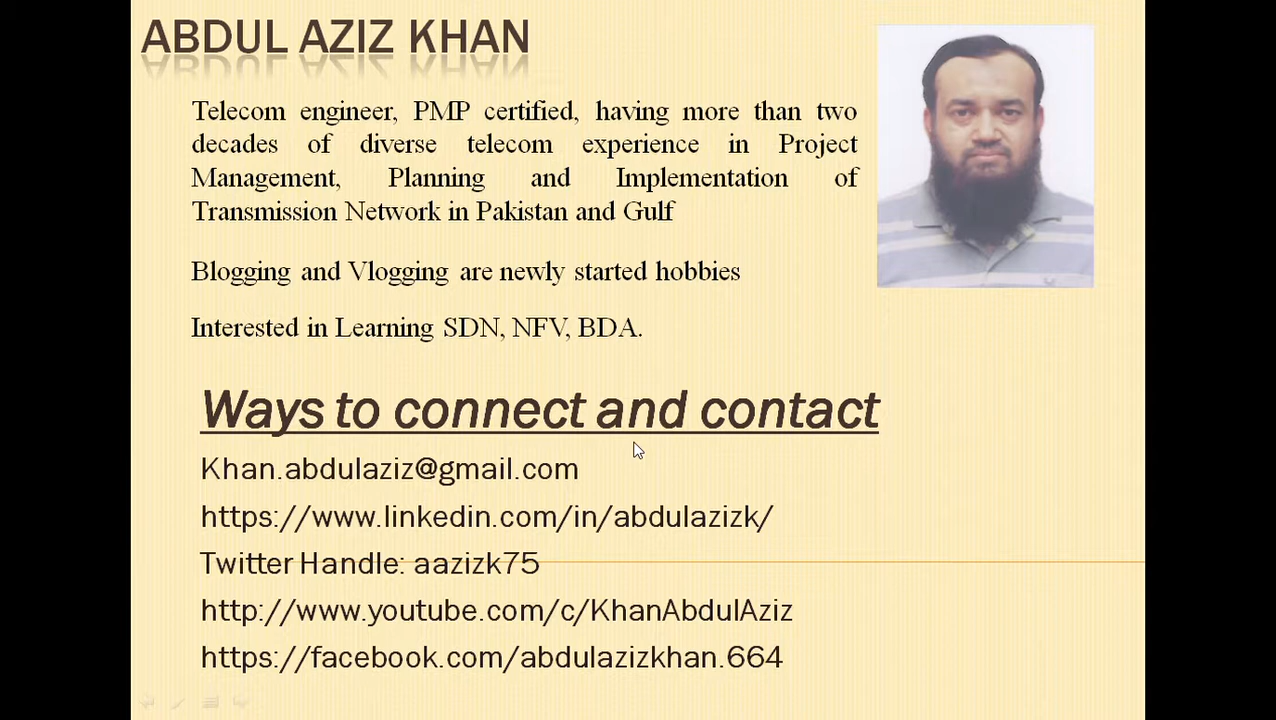 ABDUL AZIZ KHAN
Telecom engineer, PMP certified, having more than two
decades of diverse telecom experience in Project
Management, Planning and Implementation of
Transmission Network in Pakistan and Gulf
Blogging and Vlogging are newly started hobbies
Interested in Learning SDN, NFV, BDA.
Ways to connect and contact
Khan.abdulaziz@gmail.com
https://www.linkedin.com/in/abdulazizk/
Twitter Handle: aazizk75
http://www.youtube.com/c/KhanAbdulAziz
https://facebook.com/abdulazizkhan.664